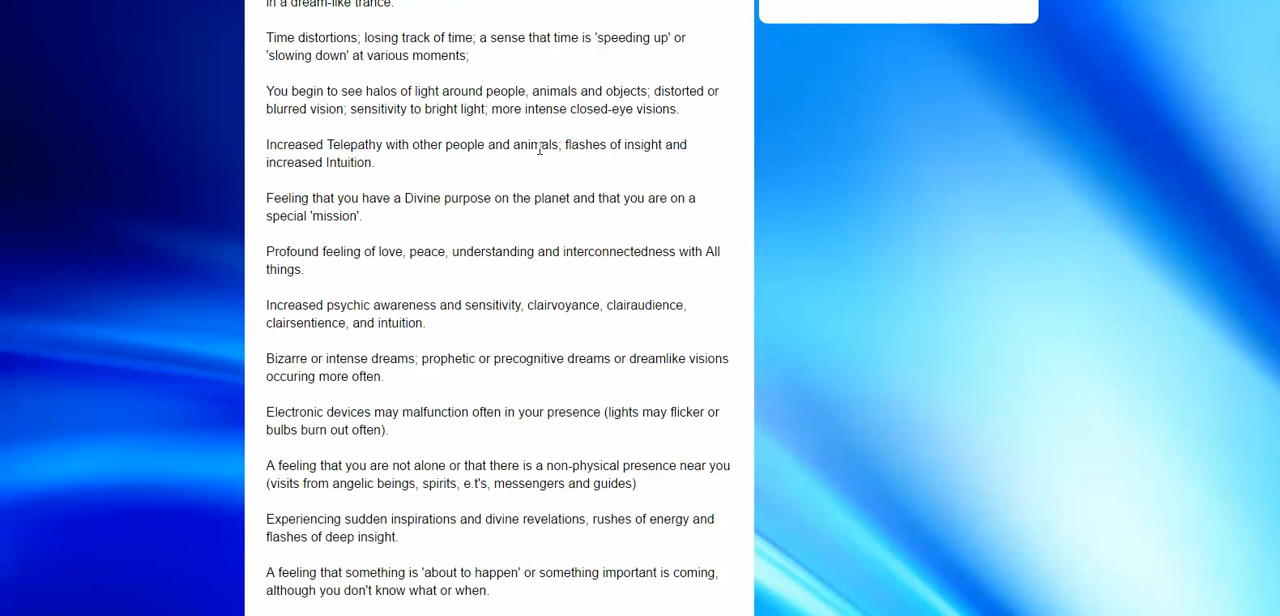 in a dream-like trance.
Time distortions; losing track of time; a sense that time is 'speeding up' or
'slowing down' at various moments;
You begin to see halos of light around people, animals and objects; distorted or
blurred vision; sensitivity to bright light; more intense closed-eye visions.
Increased Telepathy with other people and animals; flashes of insight and
increased Intuition.
Feeling that you have a Divine purpose on the planet and that you are on a
special 'mission'.
Profound feeling of love, peace, understanding and interconnectedness with All
things.
Increased psychic awareness and sensitivity, clairvoyance, clairaudience,
clairsentience, and intuition.
Bizarre or intense dreams; prophetic or precognitive dreams or dreamlike visions
occuring more often.
Electronic devices may malfunction often in your presence (lights may flicker or
bulbs burn out often).
A feeling that you are not alone or that there is a non-physical presence near you
(visits from angelic beings, spirits, e.t's, messengers and guides)
Experiencing sudden inspirations and divine revelations, rushes of energy and
flashes of deep insight.
A feeling that something is 'about to happen' or something important is coming,
although you don't know what or when.